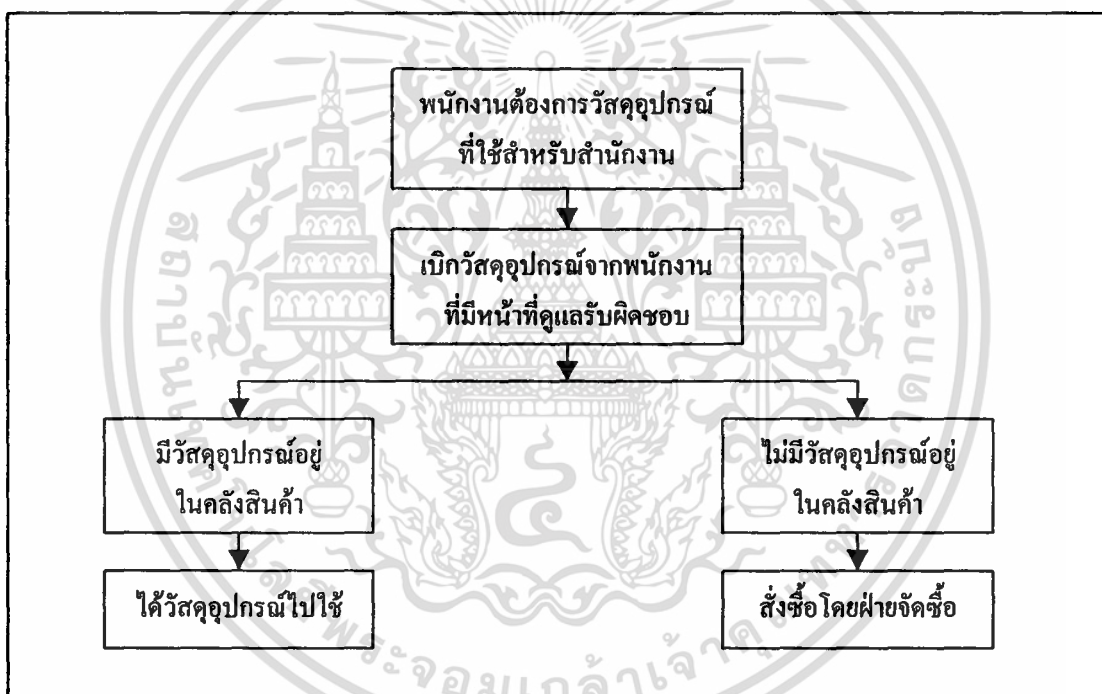 พนักงานต้องการวัสดุอุปกรณ์
ที่ใช้สำหรับสำนักงาน
เบิกวัสดุอุปกรณ์จากพนักงาน
ที่มีหน้าที่ดูแลรับผิดชอบ
มีวัสดุอุปกรณ์อยู่
ในคลังสินค้า
ไม่มีวัสดุอุปกรณ์อยู่
ในคลังสินค้า
ได้วัสดุอุปกรณ์ไปใช้
สั่งซื้อโดยฝ่ายจัดซื้อ